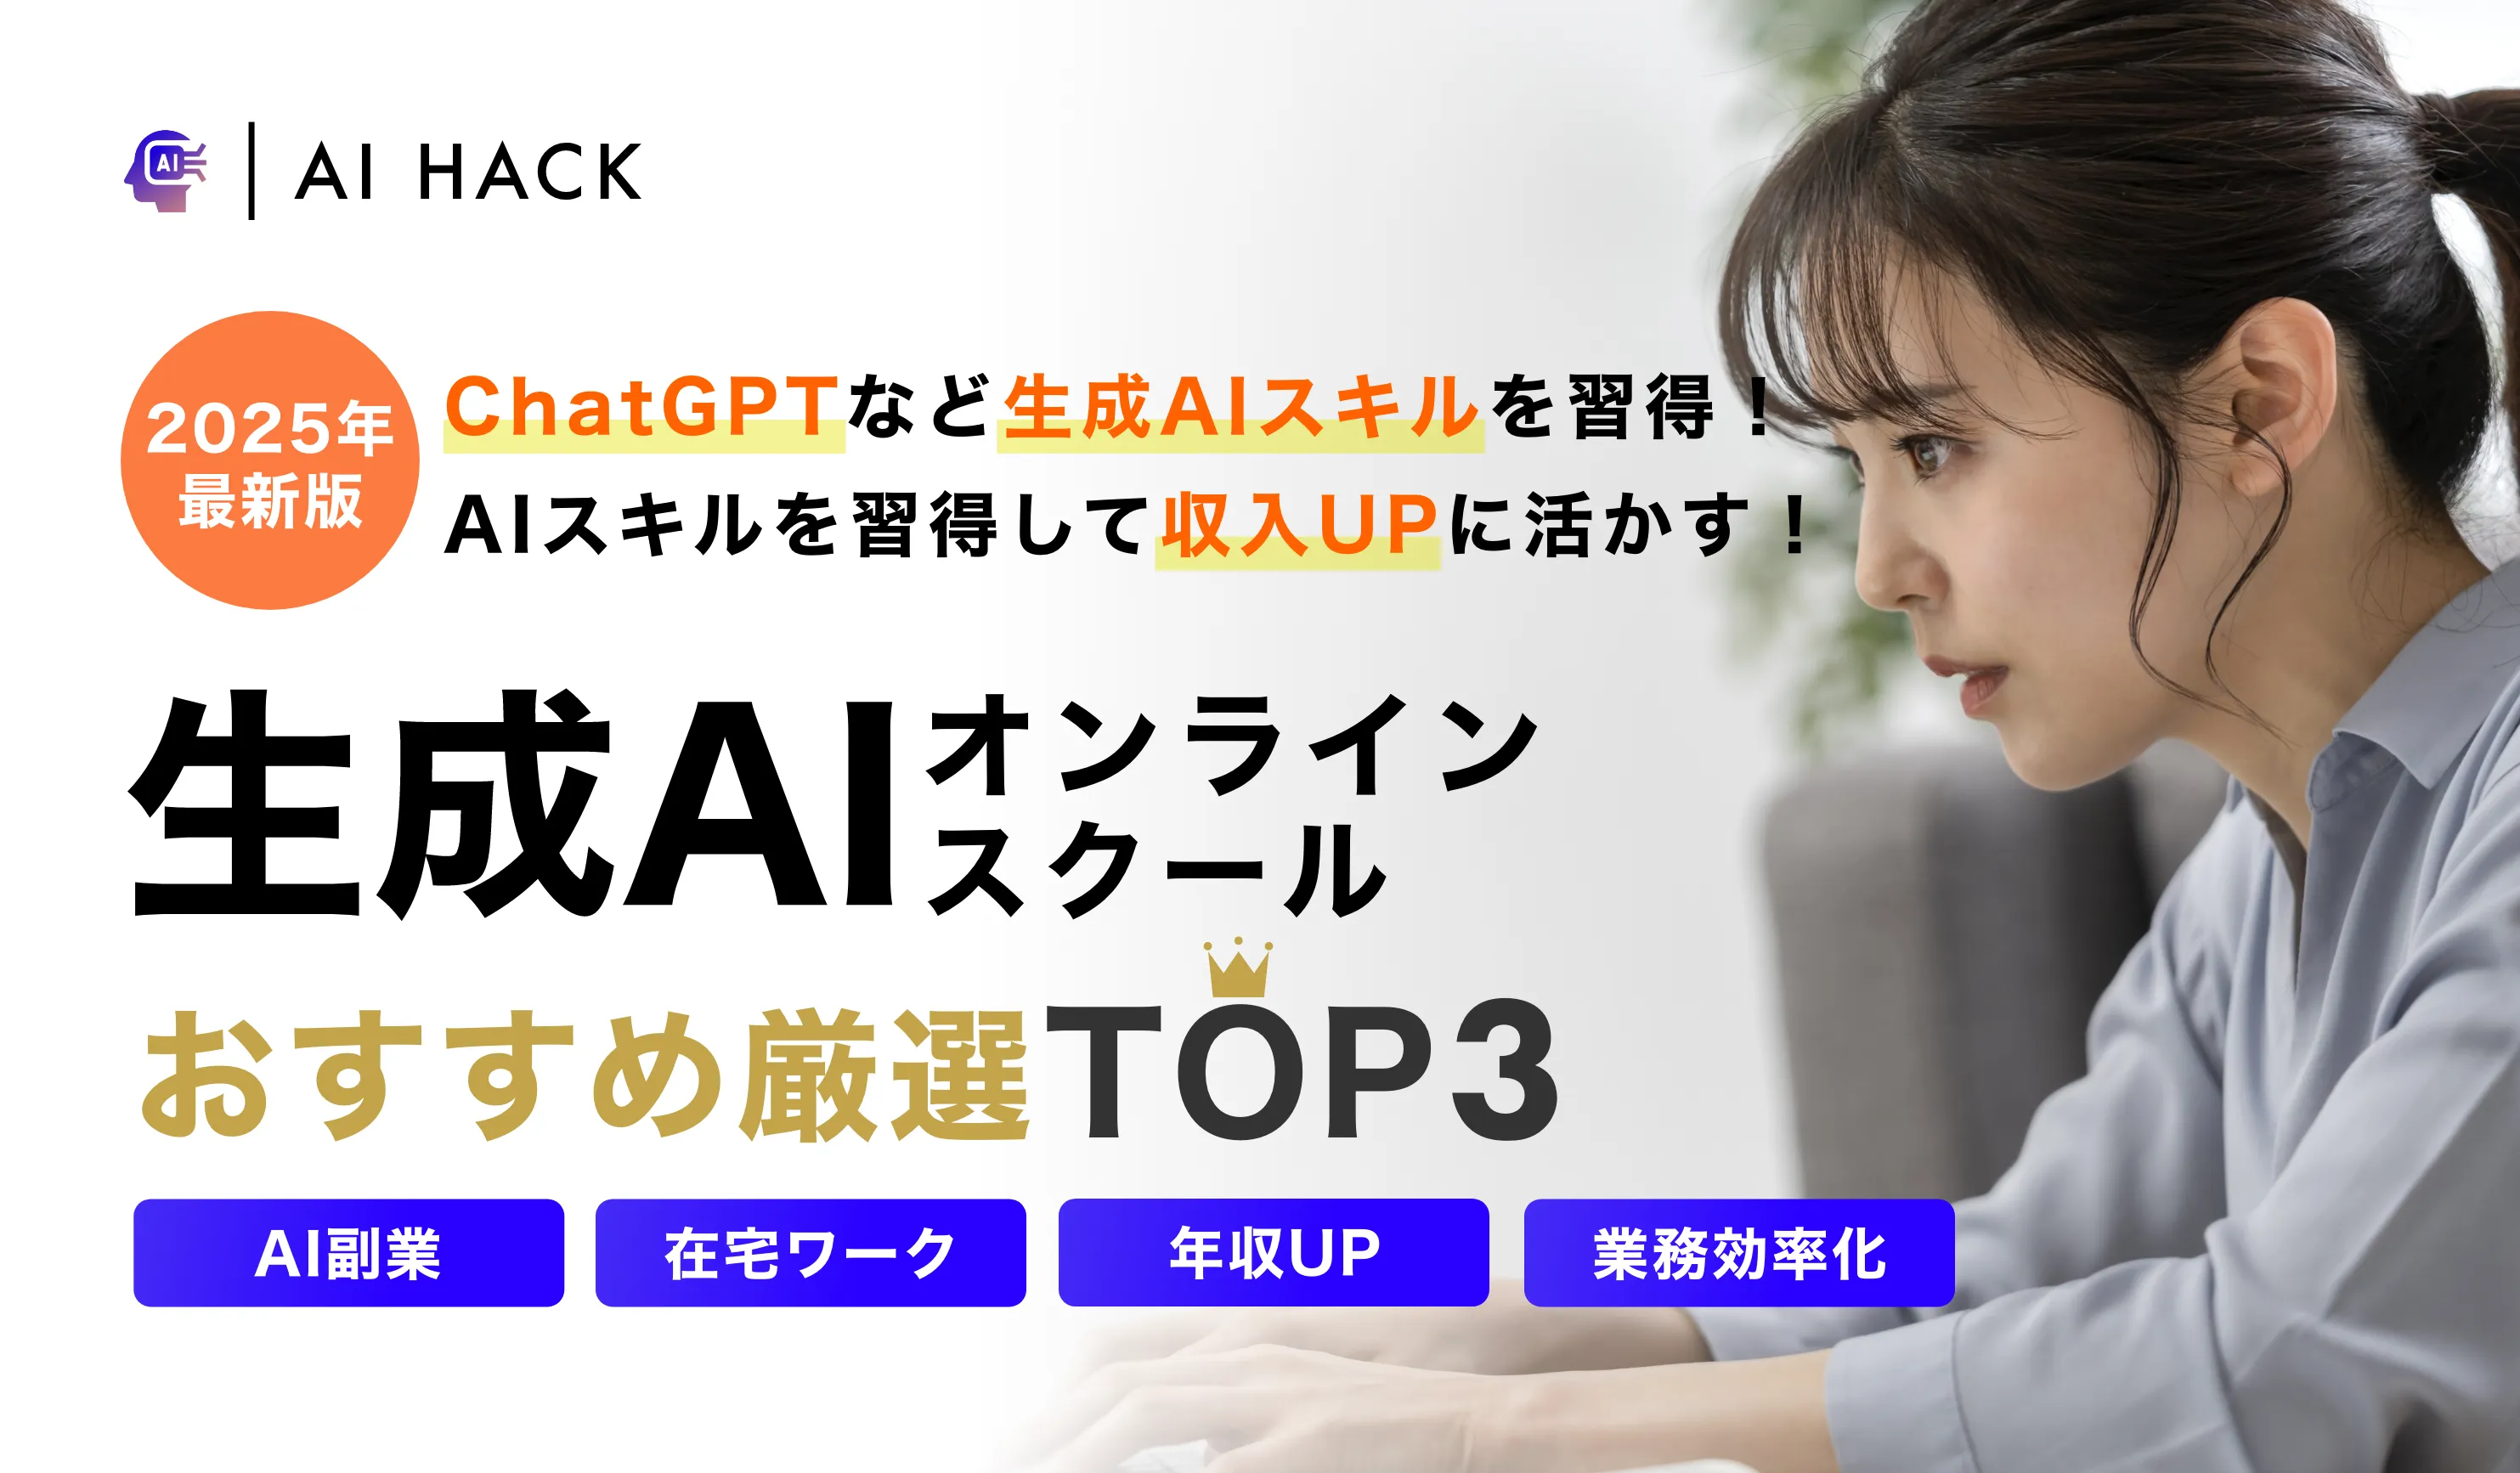 AI
AI HACK
2025年
最新版
ChatGPTなど生成AIスキルを習得！
AIスキルを習得して収入UPに活かす！
生成AIオンライン
スクール
おすすめ厳選TOP3
AI副業
在宅ワーク
年収UP
業務効率化